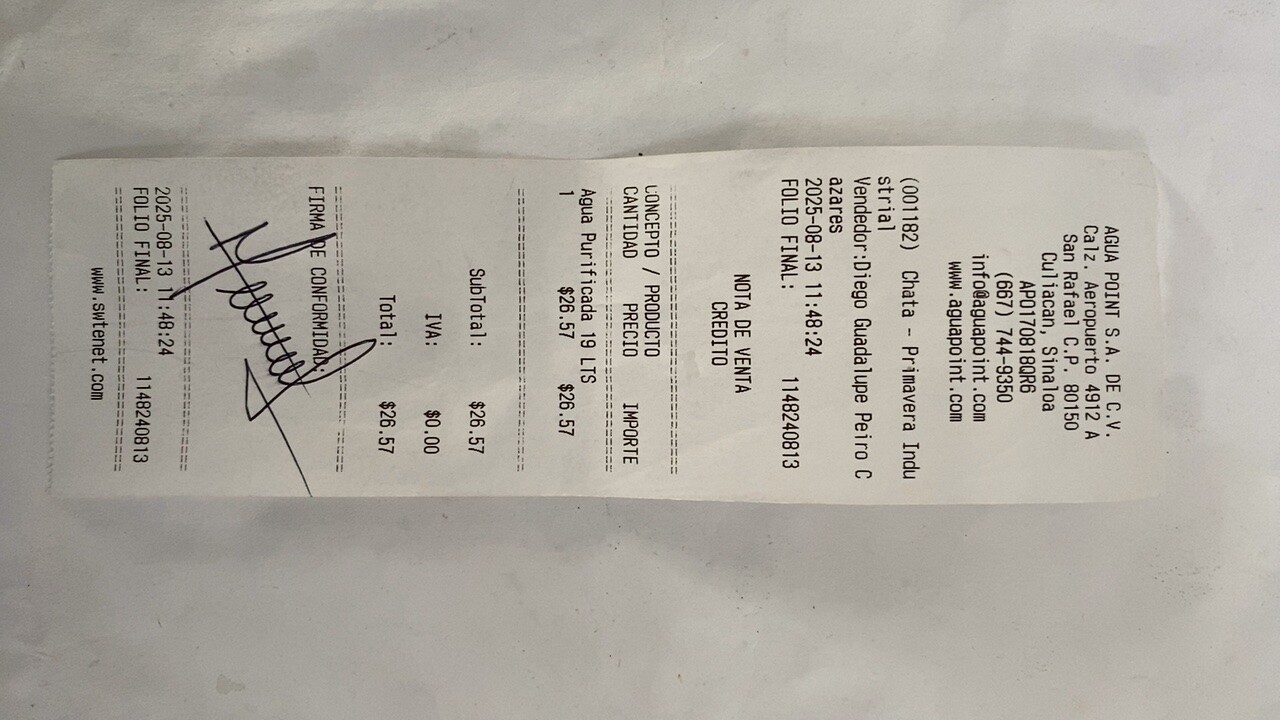 AGUA POINT S.A. DE C.V.
Calz. Aeropuerto 4912 A
San Rafael C.P. 80150
Culiacan, Sinaloa
APO170818QR6
(667) 744-9350
info@aguapoint.com
www.aguapoint.com
(001182) Chata - Primavera Indu
strial
Vendedor:Diego Guadalupe Peiro C
azares
2025-08-13 11:48:24
FOLIO FINAL: 1148240813
NOTA DE VENTA
CREDITO
CONCEPTO / PRODUCTO
CANTIDAD PRECIO IMPORTE
Agua Purificada 19 LTS
1 $26.57 $26.57
SubTotal: $26.57
IVA: $0.00
Total: $26.57
FIRMA DE CONFORMIDAD:
2025-08-13 11:48:24
FOLIO FINAL: 1148240813
www.swtenet.com